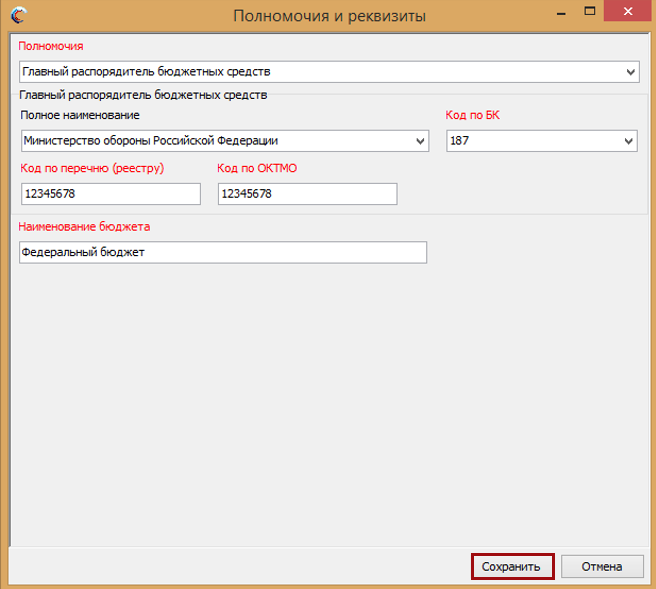 Полномочия и реквизиты
Полномочия
Главный распорядитель бюджетных средств
Главный распорядитель бюджетных средств
Полное наименование Код по БК
Министерство обороны Российской Федерации 187
Код по перечню (реестру) Код по ОКТМО
12345678 12345678
Наименование бюджета
Федеральный бюджет
Сохранить Отмена